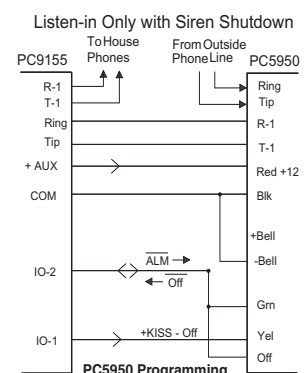 Listen-in Only with Siren Shutdown
To House Phones
From Outside Phone Line
PC9155
PC5950
R-1
Ring
T-1
Tip
Ring
R-1
Tip
T-1
+ AUX
Red +12
COM
Blk
+Bell
-Bell
ALM
IO-2
Off
Grn
+KISS - Off
Yel
IO-1
Off
PC5950 Programming